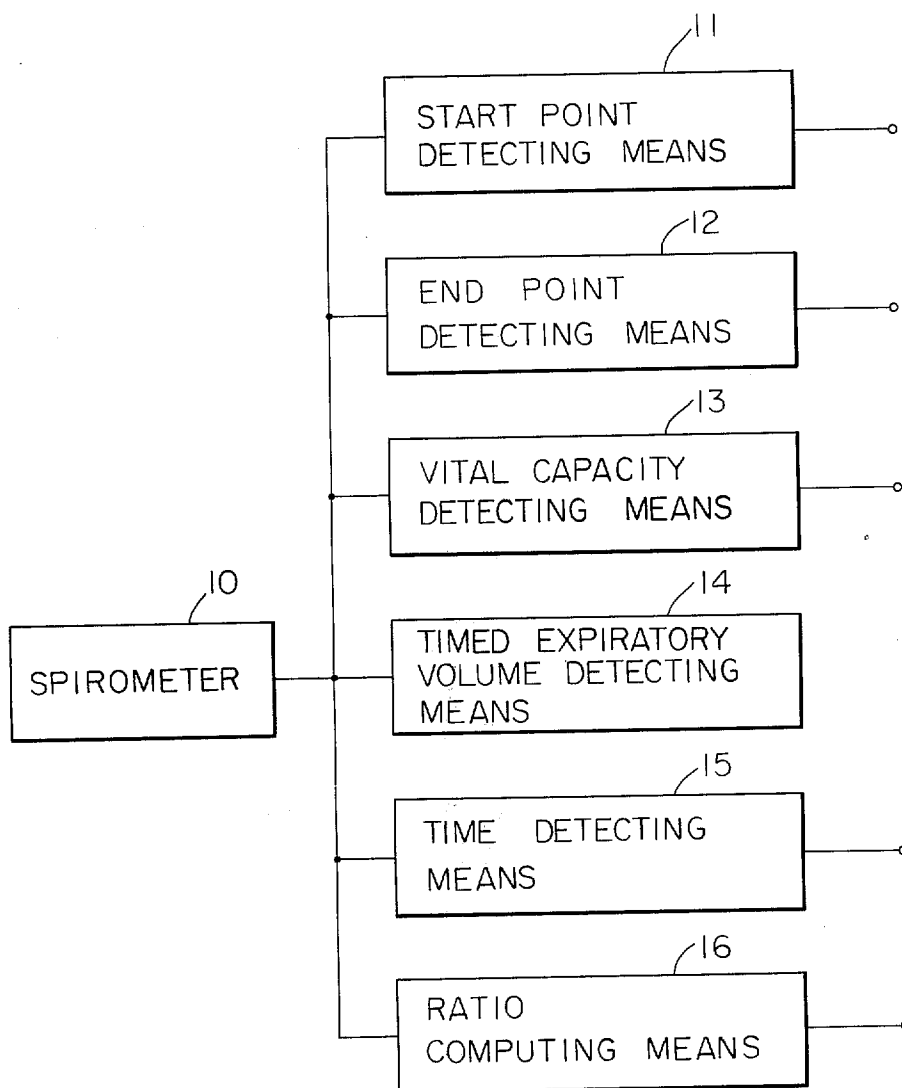 11
START POINT
DETECTING MEANS
12
END POINT
DETECTING MEANS
13
VITAL CAPACITY
DETECTING MEANS
10
SPIROMETER
14
TIMED EXPIRATORY
VOLUME DETECTING
MEANS
15
TIME DETECTING
MEANS
16
RATIO
COMPUTING MEANS